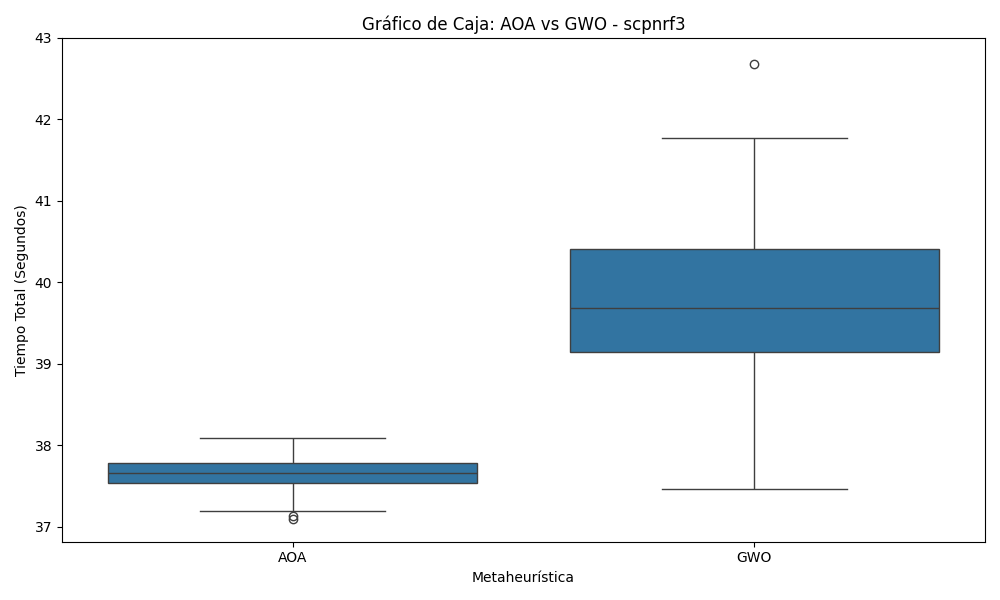 Gráfico de Caja: AOA vs GWO - scpnrf3
43
42
41
40
39
38
37
Tiempo Total (Segundos)
AOA
GWO
Metaheurística